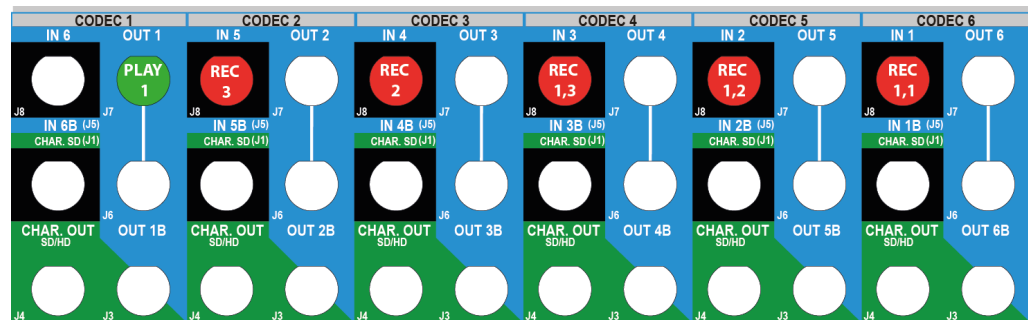 CODEC 1 CODEC 2 CODEC 3 CODEC 4 CODEC 5 CODEC 6
IN 6 OUT 1 IN 5 OUT 2 IN 4 OUT 3 IN 3 OUT 4 IN 2 OUT 5 IN 1 OUT 6
PLAY REC REC REC REC REC
1 3 2 1,3 1,2 1,1
J8 J7 J8 J7 J8 J7 J8 J7 J8 J7 J8 J7
IN 6B (J5) IN 5B (J5) IN 4B (J5) IN 3B (J5) IN 2B (J5) IN 1B (J5)
CHAR. SD (J1) CHAR. SD (J1) CHAR. SD (J1) CHAR. SD (J1) CHAR. SD (J1) CHAR. SD (J1)
J6 J6 J6 J6 J6 J6
CHAR. OUT OUT 1B CHAR. OUT OUT 2B CHAR. OUT OUT 3B CHAR. OUT OUT 4B CHAR. OUT OUT 5B CHAR. OUT OUT 6B
SD/HD SD/HD SD/HD SD/HD SD/HD SD/HD
J4 J3 J4 J3 J4 J3 J4 J3 J4 J3 J4 J3